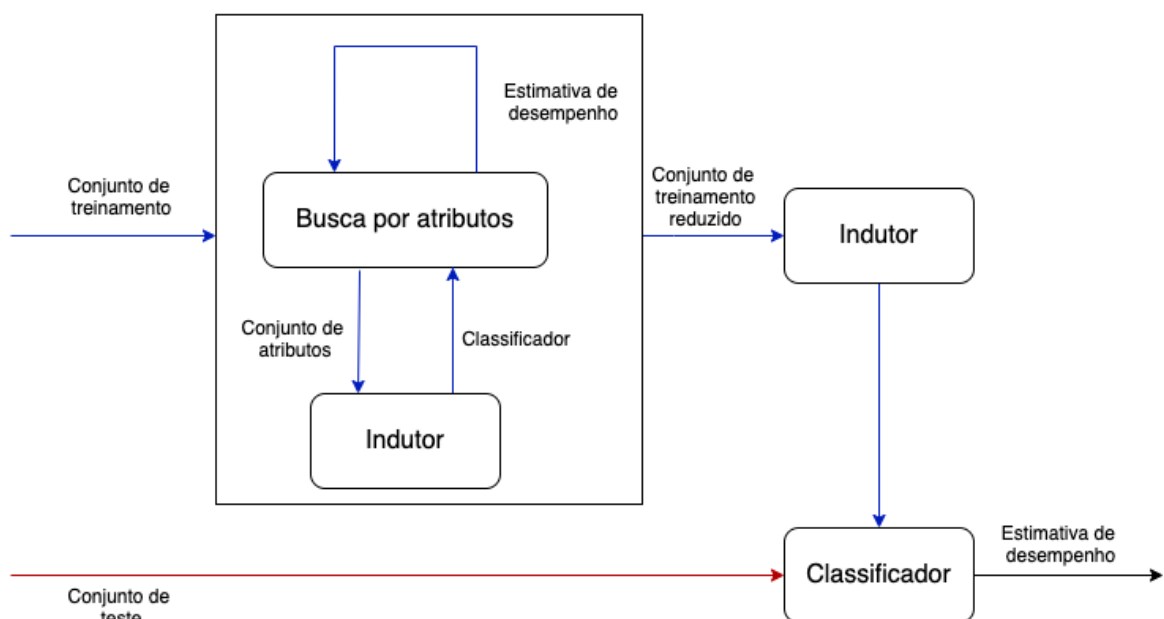 Estimativa de
desempenho
Conjunto de
treinamento
Busca por atributos
Conjunto de
treinamento
reduzido
Indutor
Conjunto de
atributos
Classificador
Indutor
Estimativa de
desempenho
Classificador
Conjunto de
teste